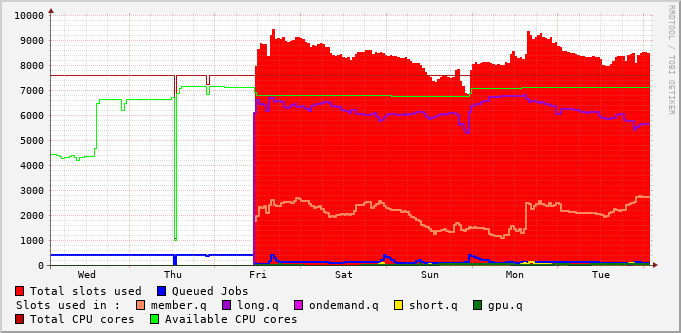 10000
9000
8000
7000
6000
5000
4000
3000
2000
1000
0
Wed Thu Fri Sat Sun Mon Tue
RRDTOOL / TOBI OETIKER
Total slots used Queued Jobs
Slots used in : member.q long.q ondemand.q short.q gpu.q
Total CPU cores Available CPU cores